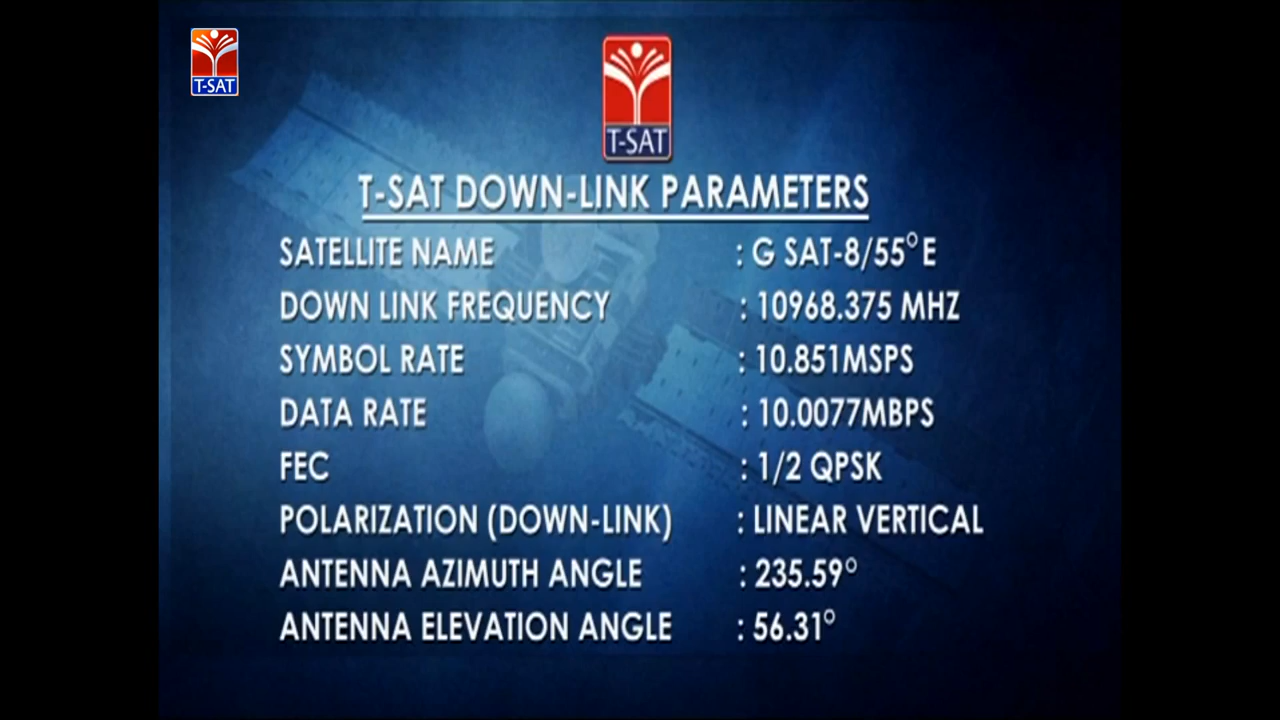 T-SAT
T-SAT
T-SAT DOWN-LINK PARAMETERS
SATELLITE NAME : G SAT-8/55° E
DOWN LINK FREQUENCY : 10968.375 MHZ
SYMBOL RATE : 10.851MSPS
DATA RATE : 10.0077MBPS
FEC : 1/2 QPSK
POLARIZATION (DOWN-LINK) : LINEAR VERTICAL
ANTENNA AZIMUTH ANGLE : 235.59°
ANTENNA ELEVATION ANGLE : 56.31°